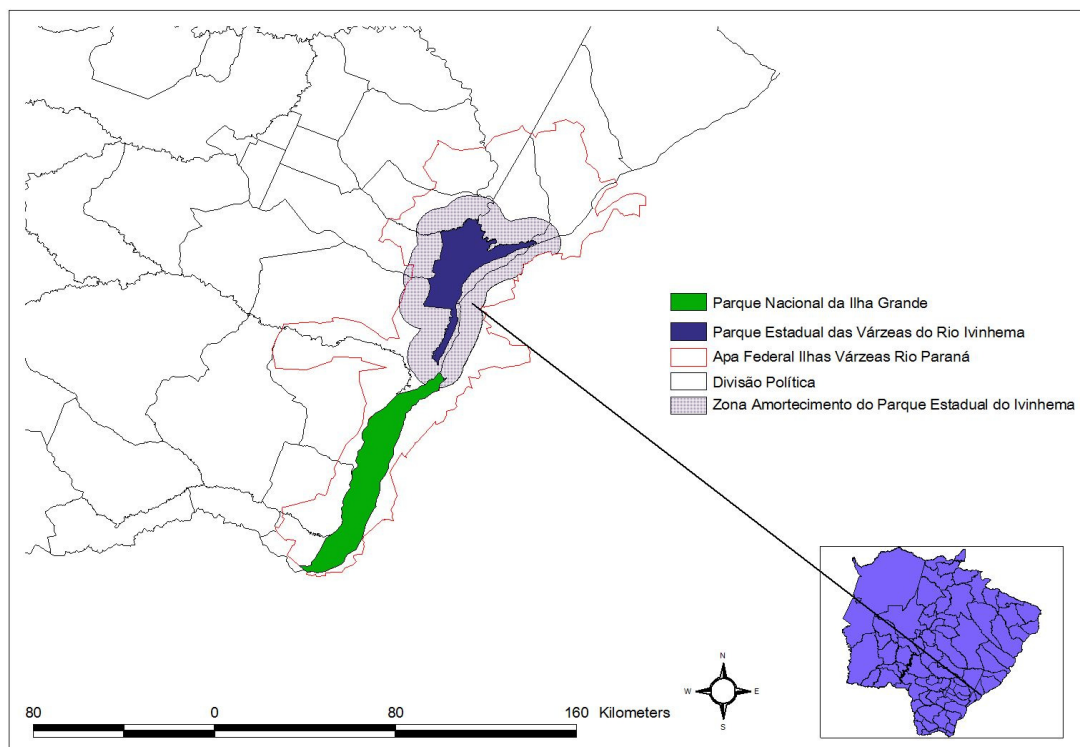 Parque Nacional da Ilha Grande
Parque Estadual das Várzeas do Rio Ivinhema
Apa Federal Ilhas Várzeas Rio Paraná
Divisão Política
Zona Amortecimento do Parque Estadual do Ivinhema
N
W E
S
80 0 80 160 Kilometers